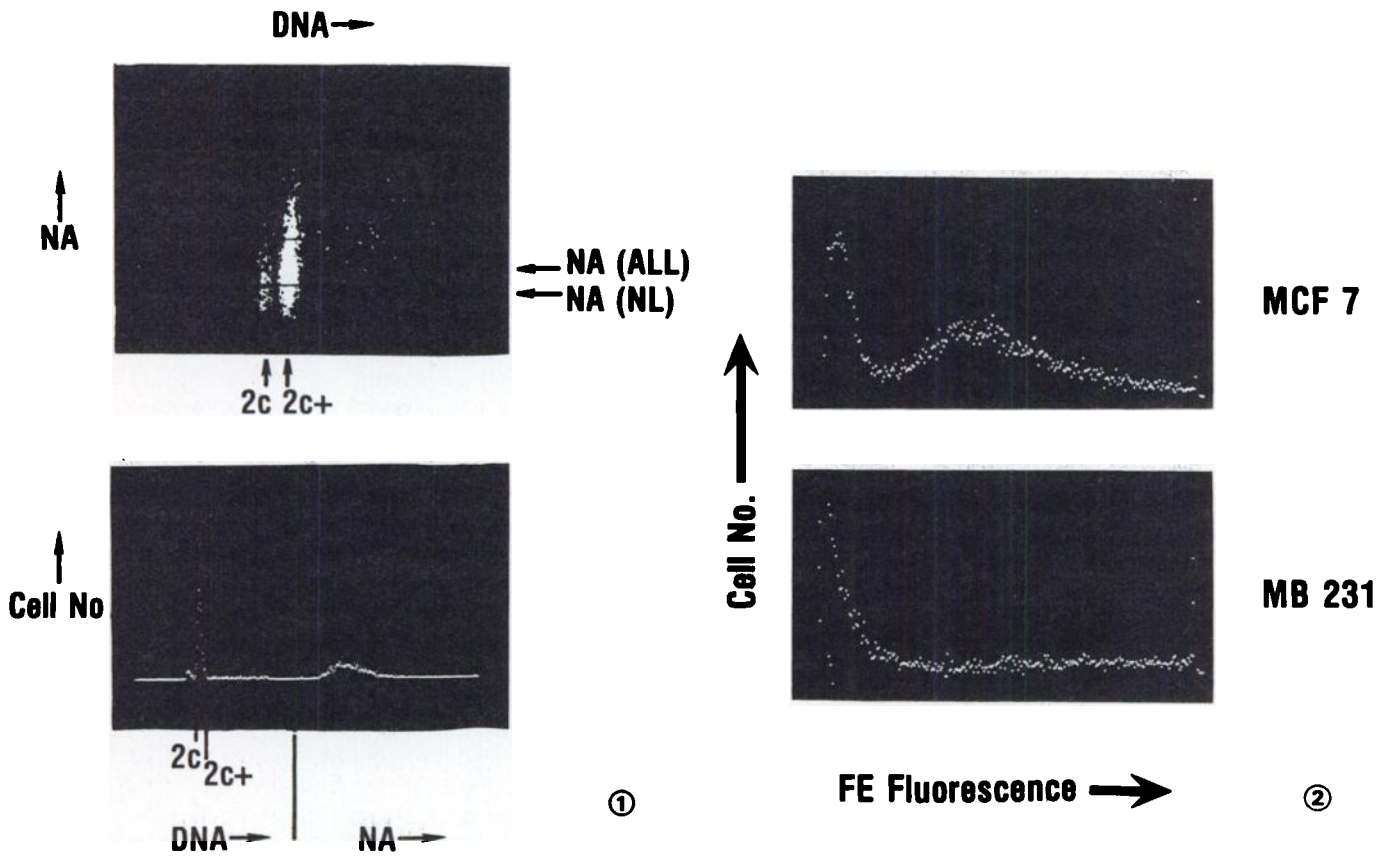 DNA→
↑
NA
← NA (ALL)
← NA (NL)
2c 2c+
↑
Cell No
2c 2c+
DNA→ NA→
①
MCF 7
Cell No. →
MB 231
FE Fluorescence →
②